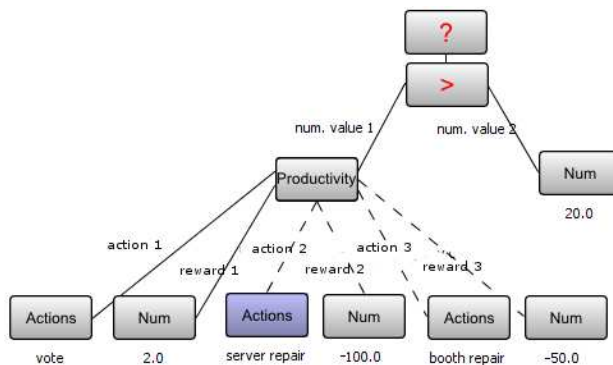 ?
>
num. value 1
num. value 2
Productivity
Num
20.0
action 1
reward 1
action 2
reward 2
action 3
reward 3
Actions
Num
Actions
Num
Actions
Num
vote
2.0
server repair
-100.0
booth repair
-50.0